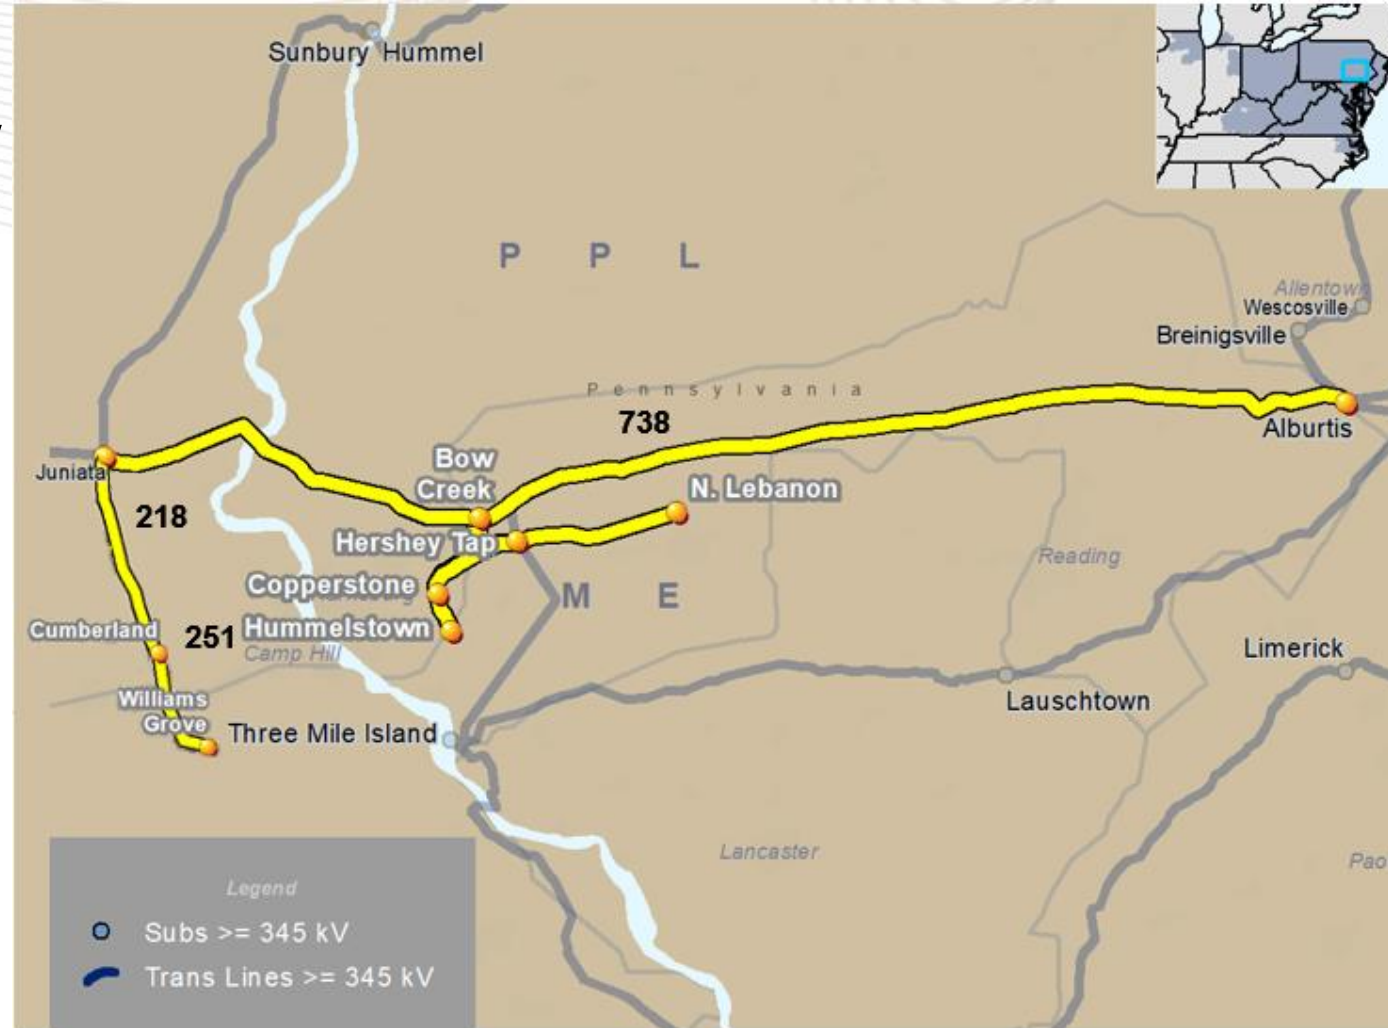 Sunbury Hummel
P P L
Allentown
Wescosville
Breinigsville
Pennsylvania
738
Alburtis
Juniata
Bow
Creek
N. Lebanon
218
Hershey Tap
Reading
Copperstone
M E
Cumberland
251
Hummelstown
Camp Hill
Limerick
Williams
Grove
Three Mile Island
Lauschtown
Lancaster
Pao
Legend
Subs >= 345 kV
Trans Lines >= 345 kV